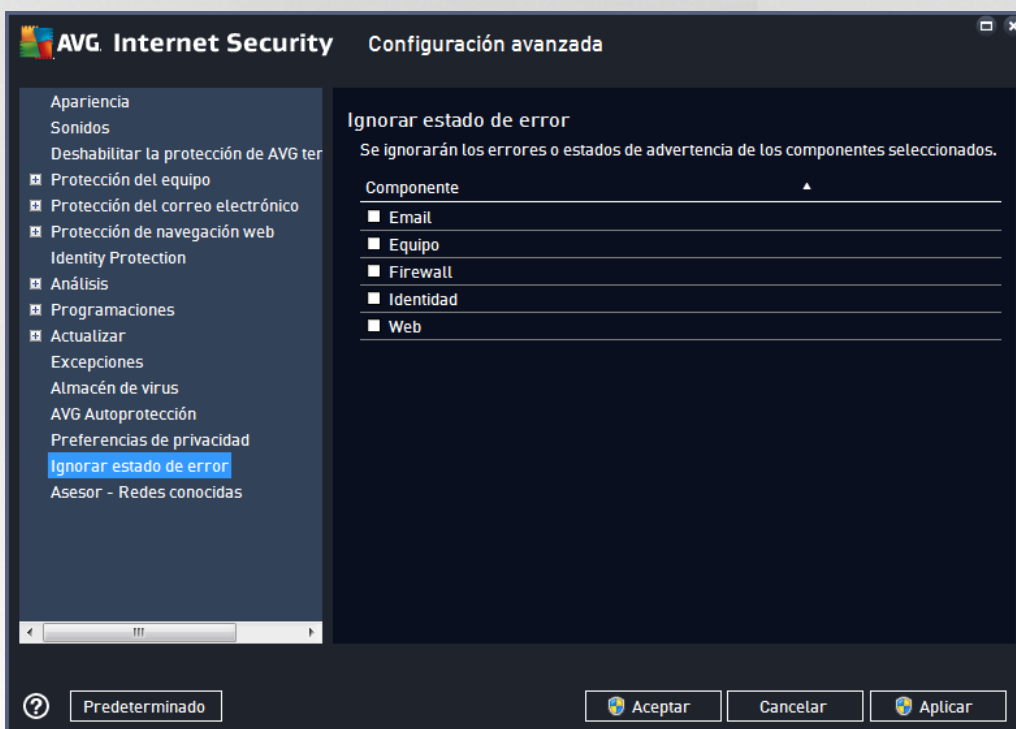 AVG. Internet Security Configuración avanzada
Apariencia
Sonidos
Deshabilitar la protección de AVG ter
Protección del equipo
Protección del correo electrónico
Protección de navegación web
Identity Protection
Análisis
Programaciones
Actualizar
Excepciones
Almacén de virus
AVG Autoprotección
Preferencias de privacidad
Ignorar estado de error
Asesor - Redes conocidas
Ignorar estado de error
Se ignorarán los errores o estados de advertencia de los componentes seleccionados.
Componente
Email
Equipo
Firewall
Identidad
Web
Predeterminado
Aceptar
Cancelar
Aplicar